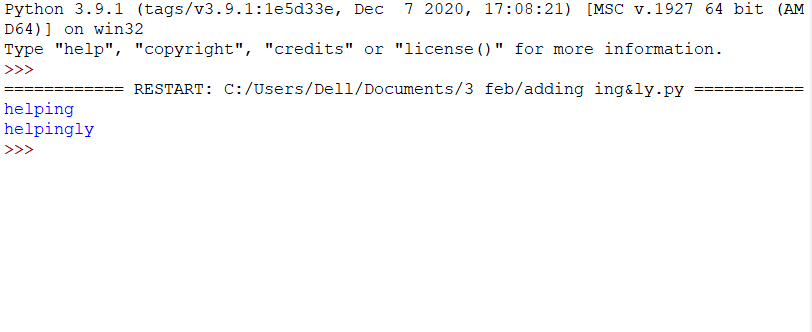 Python 3.9.1 (tags/v3.9.1:1e5d33e, Dec  7 2020, 17:08:21) [MSC v.1927 64 bit (AM
D64)] on win32
Type "help", "copyright", "credits" or "license()" for more information.
>>>
============ RESTART: C:/Users/Dell/Documents/3 feb/adding ing&ly.py ===========
helping
helpingly
>>>